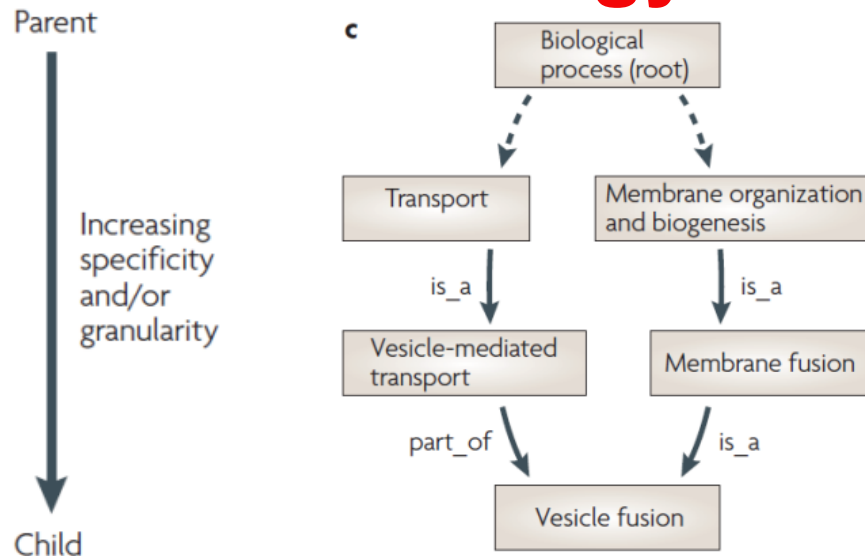 Parent
Increasing
specificity
and/or
granularity
Child
c
Biological
process (root)
Transport
Membrane organization
and biogenesis
is_a
is_a
Vesicle-mediated
transport
Membrane fusion
part_of
is_a
Vesicle fusion